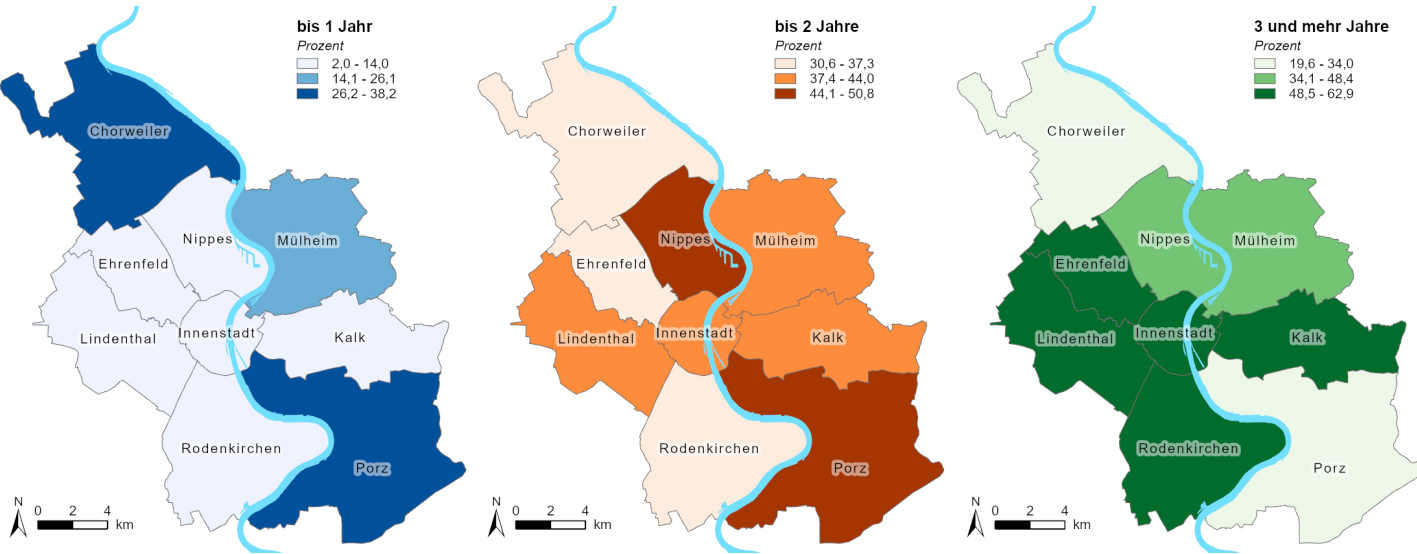 bis 1 Jahr
Prozent
2,0 - 14,0
14,1 - 26,1
26,2 - 38,2
Chorweiler
Nippes
Mülheim
Ehrenfeld
Lindenthal
Innenstadt
Kalk
Rodenkirchen
Porz
N
0 2 4
km
bis 2 Jahre
Prozent
30,6 - 37,3
37,4 - 44,0
44,1 - 50,8
Chorweiler
Nippes
Mülheim
Ehrenfeld
Lindenthal
Innenstadt
Kalk
Rodenkirchen
Porz
N
0 2 4
km
3 und mehr Jahre
Prozent
19,6 - 34,0
34,1 - 48,4
48,5 - 62,9
Chorweiler
Nippes
Mülheim
Ehrenfeld
Lindenthal
Innenstadt
Kalk
Rodenkirchen
Porz
N
0 2 4
km